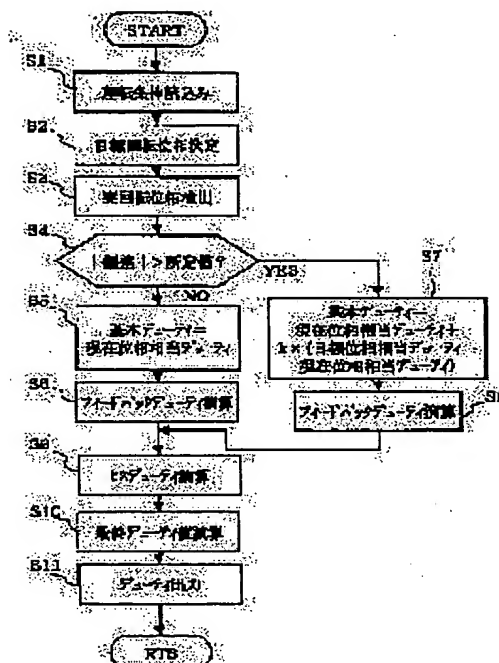 START
S1
運転条件読込み
S2
目標回転位相決定
S3
実回転位相検出
S4
|偏差|>所定値?
YES
NO
S5
基本デューティ=
現在位相相当デューティ
S7
基本デューティ=
現在位相相当デューティ+
k×(目標位相相当デューティ-
現在位相相当デューティ)
S6
フィードバックデューティ演算
フィードバックデューティ演算
S9
デューティ演算
S10
最終デューティ値演算
S11
デューティ出力
RTS